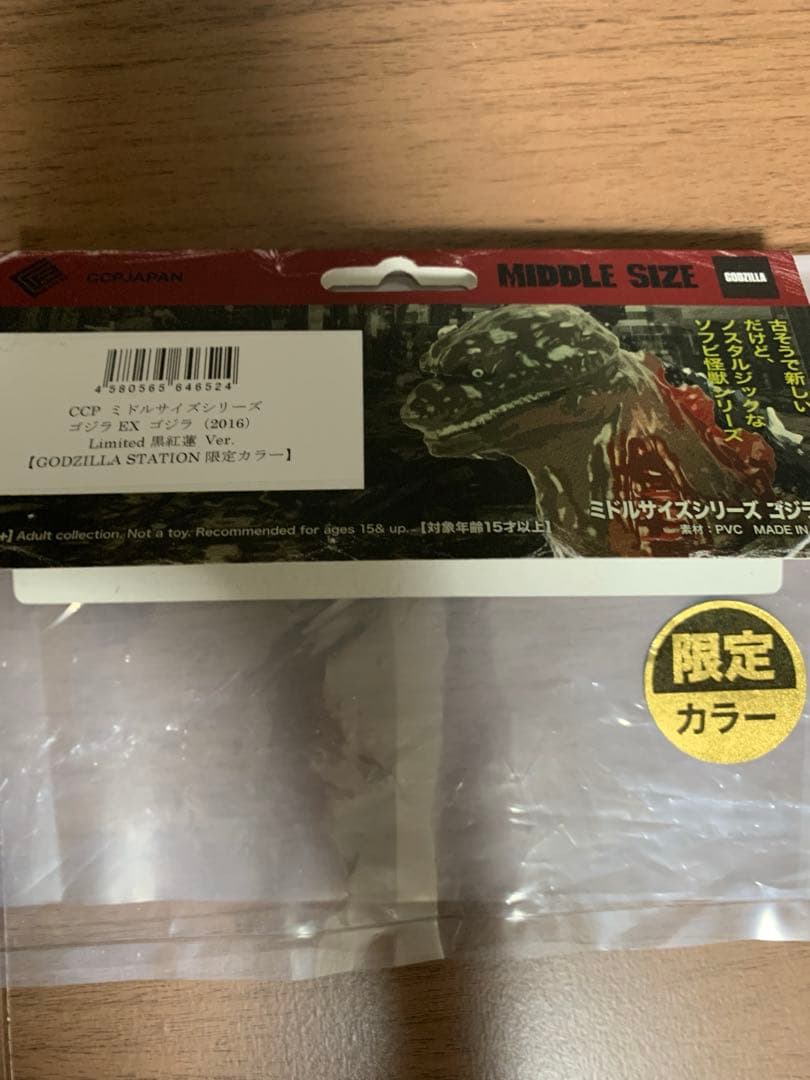 CCPJAPAN
MIDDLE SIZE
GODZILLA
古そうで新しい
だけど、
ノスタルジックな
ソフビ怪獣シリーズ
4 580565 646524
CCP ミドルサイズシリーズ
ゴジラ EX ゴジラ（2016）
Limited 黒紅蓮 Ver.
【GODZILLA STATION 限定カラー】
ミドルサイズシリーズ ゴジラ
素材：PVC MADE IN
+] Adult collection. Not a toy. Recommended for ages 15& up. 【対象年齢15才以上】
限定
カラー